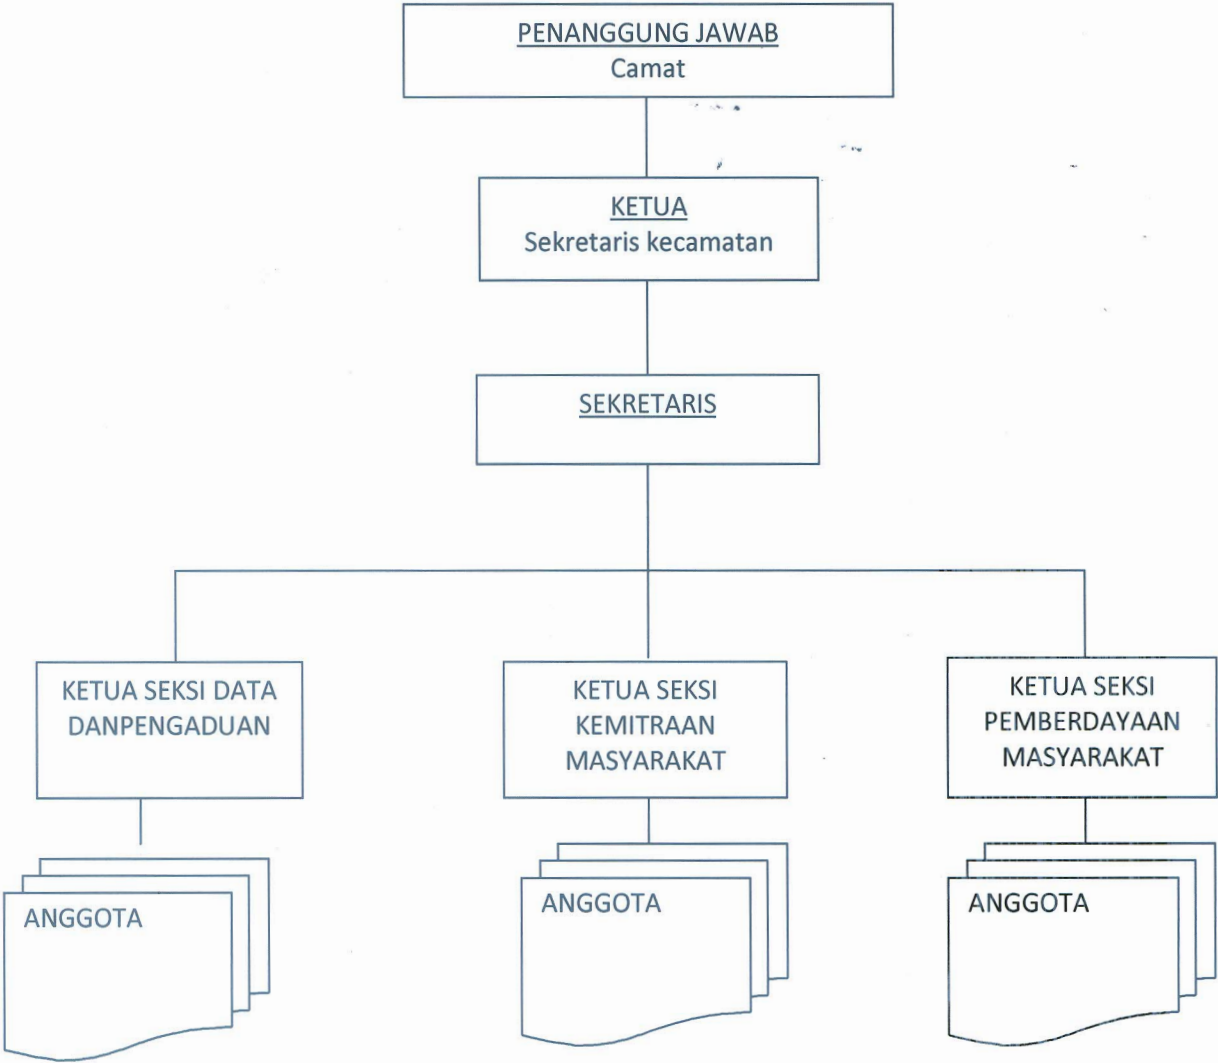 PENANGGUNG JAWAB
Camat
KETUA
Sekretaris kecamatan
SEKRETARIS
KETUA SEKSI DATA
DANPENGADUAN
KETUA SEKSI
KEMITRAAN
MASYARAKAT
KETUA SEKSI
PEMBERDAYAAN
MASYARAKAT
ANGGOTA
ANGGOTA
ANGGOTA